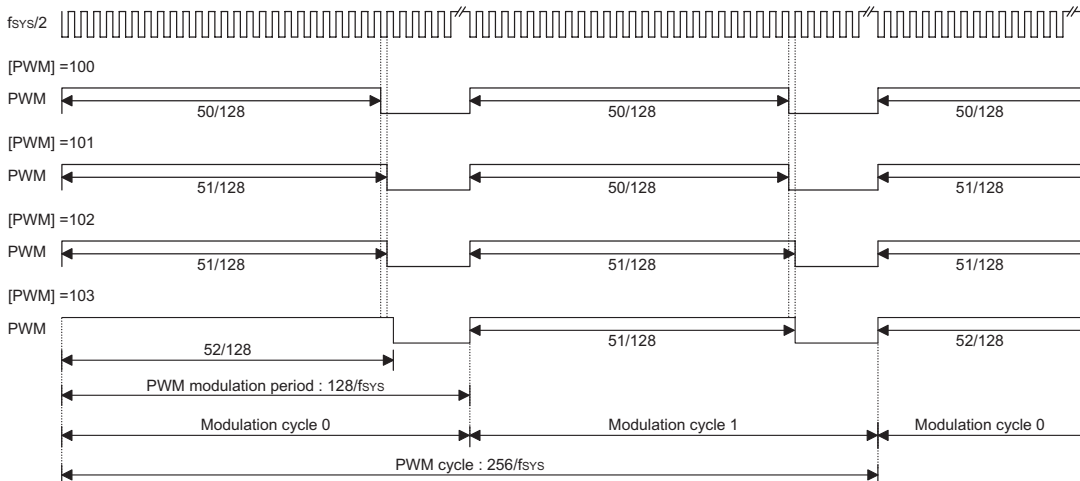 fSYS/2
[PWM] =100
PWM
50/128 50/128 50/128
[PWM] =101
PWM
51/128 50/128 51/128
[PWM] =102
PWM
51/128 51/128 51/128
[PWM] =103
PWM
52/128 51/128 52/128
PWM modulation period : 128/fSYS
Modulation cycle 0 Modulation cycle 1 Modulation cycle 0
PWM cycle : 256/fSYS